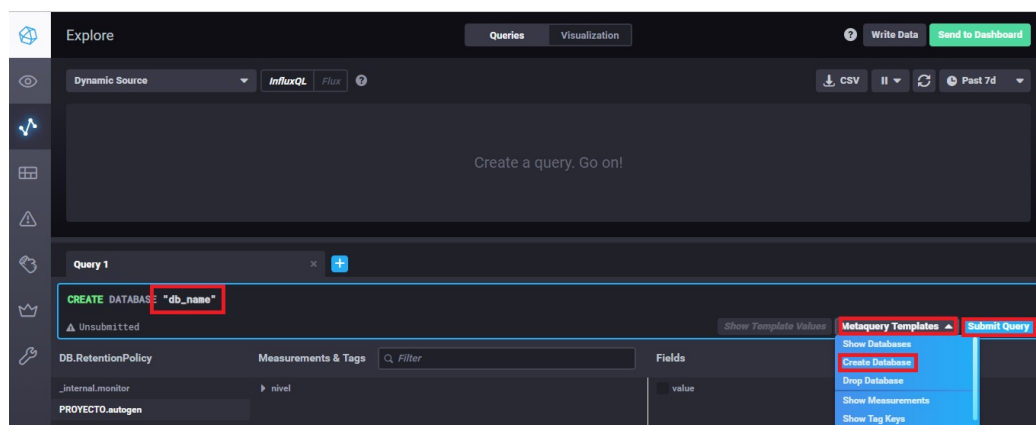 Explore
Queries Visualization
Write Data Send to Dashboard
Dynamic Source InfluxQL Flux CSV Past 7d
Create a query. Go on!
Query 1
CREATE DATABASE "db_name"
Unsubmitted Show Template Values Metaquery Templates Submit Query
Show Databases
DB.RetentionPolicy Measurements & Tags Filter Fields Create Database
Drop Database
_internal.monitor nivel value
Show Measurements
PROYECTO.autogen
Show Tag Keys